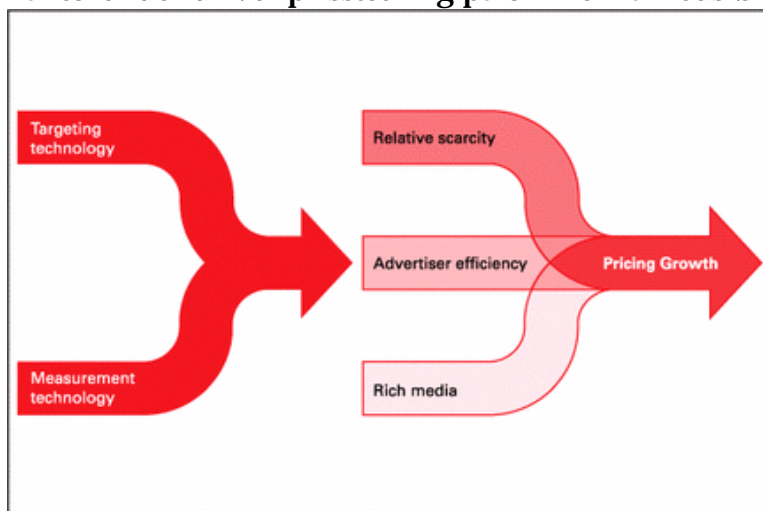 Targeting
technology
Relative scarcity
Advertiser efficiency
Pricing Growth
Measurement
technology
Rich media